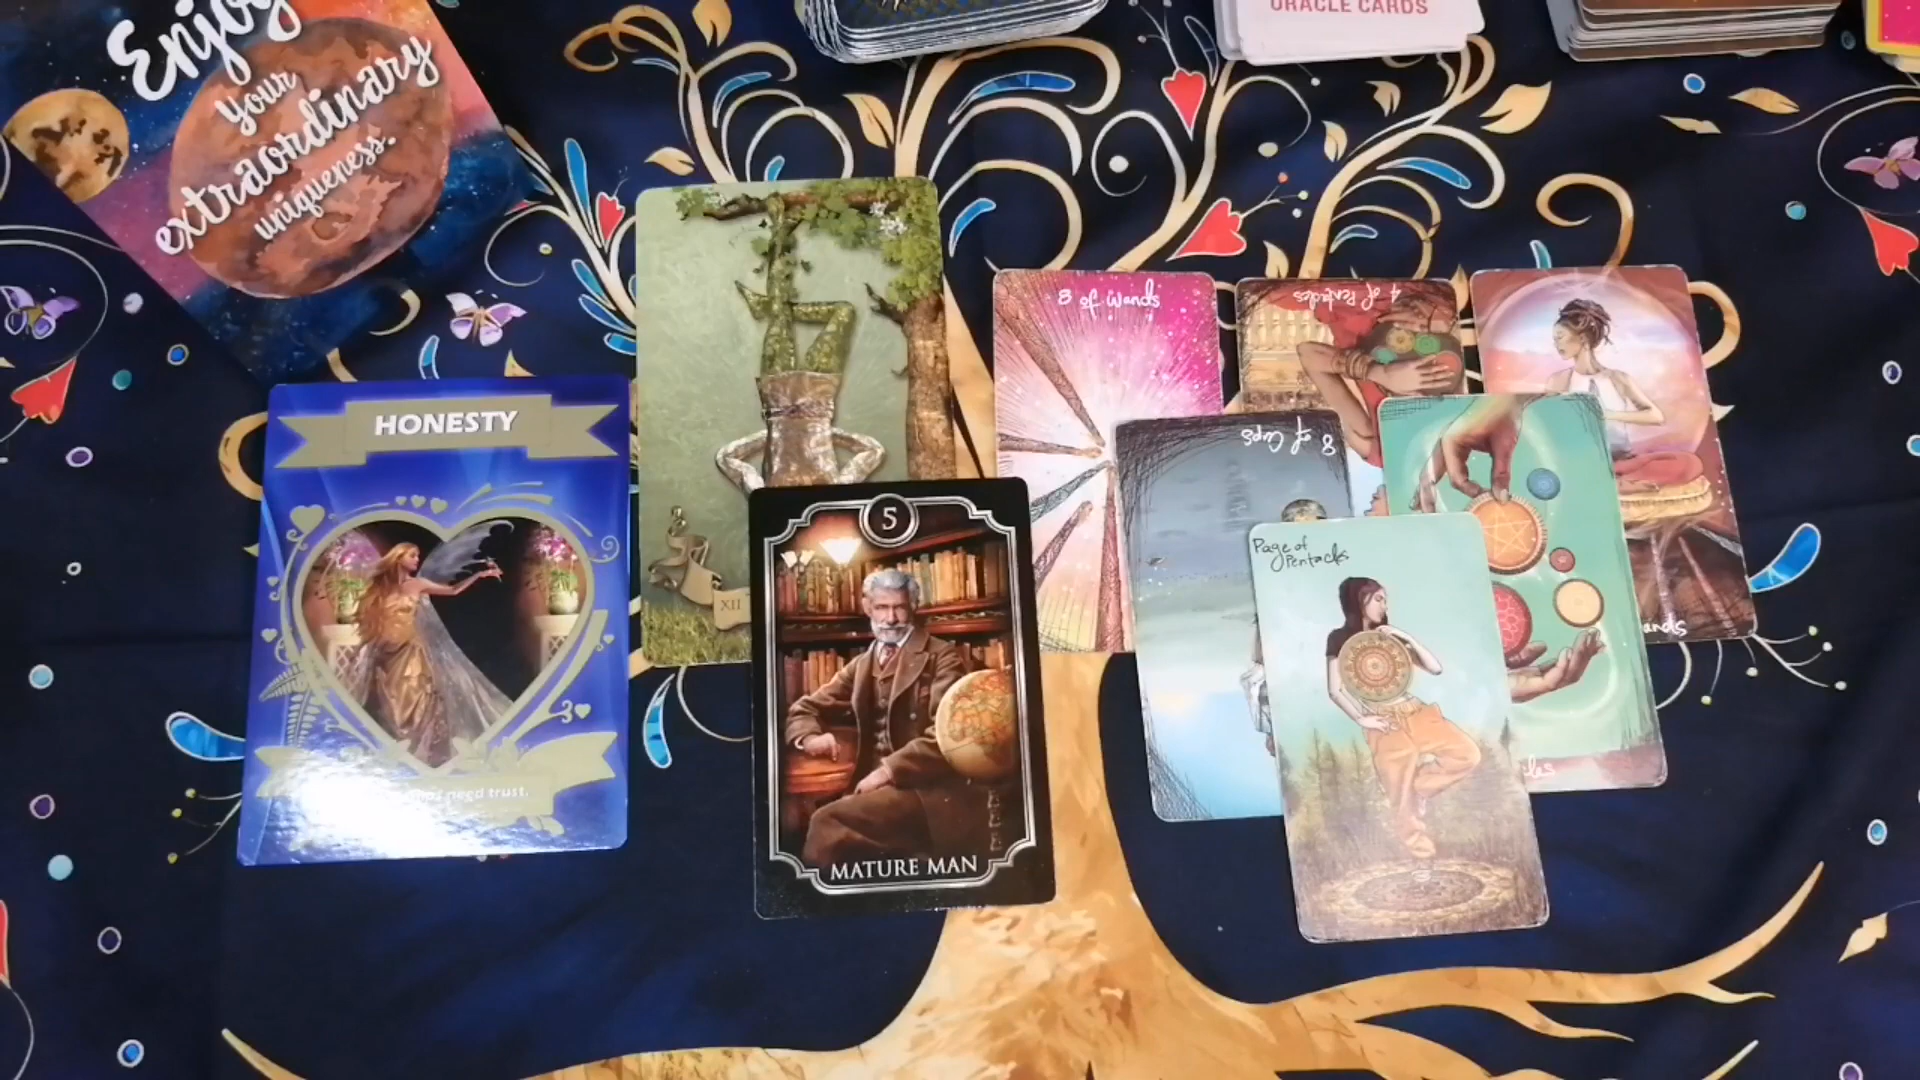 Enjoy
your
extraordinary
uniqueness.
ORACLE CARDS
HONESTY
need trust.
XII
5
MATURE MAN
8 of Wands
4 of Pentacles
8 of Cups
Page of
Pentacles